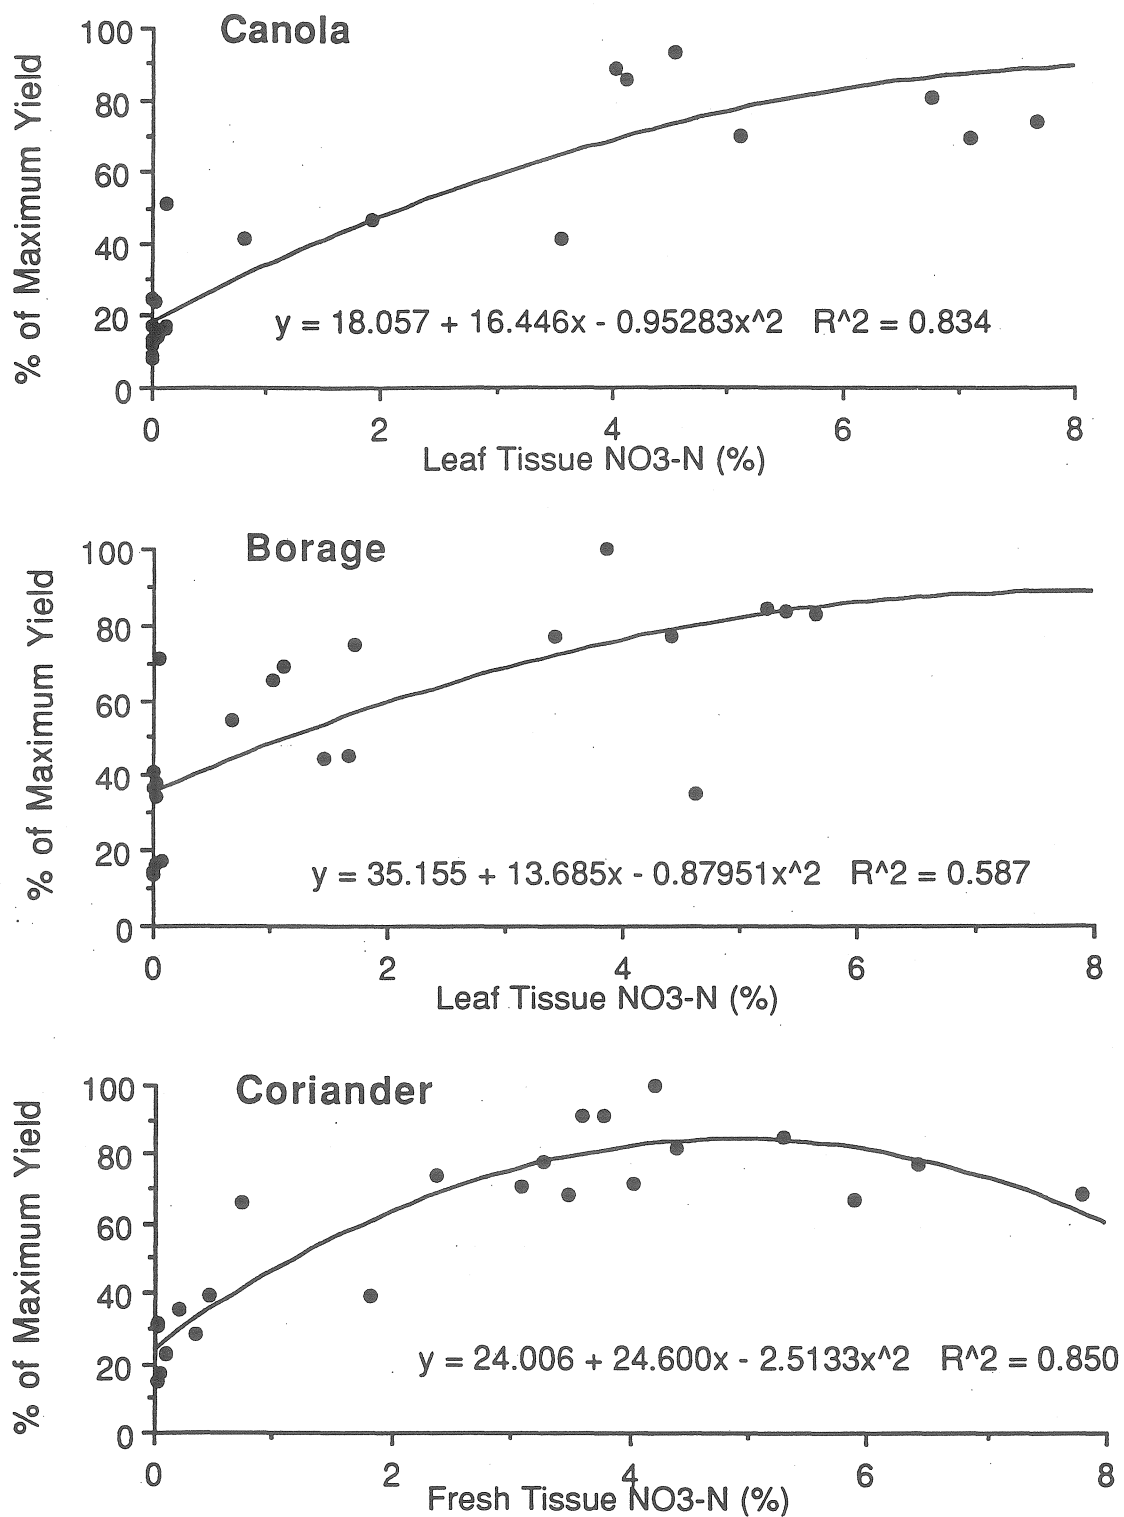 Canola
% of Maximum Yield
100
80
60
40
20
0
y = 18.057 + 16.446x - 0.95283x^2 R^2 = 0.834
0 2 4 6 8
Leaf Tissue NO3-N (%)
Borage
% of Maximum Yield
100
80
60
40
20
0
y = 35.155 + 13.685x - 0.87951x^2 R^2 = 0.587
0 2 4 6 8
Leaf Tissue NO3-N (%)
Coriander
% of Maximum Yield
100
80
60
40
20
0
y = 24.006 + 24.600x - 2.5133x^2 R^2 = 0.850
0 2 4 6 8
Fresh Tissue NO3-N (%)